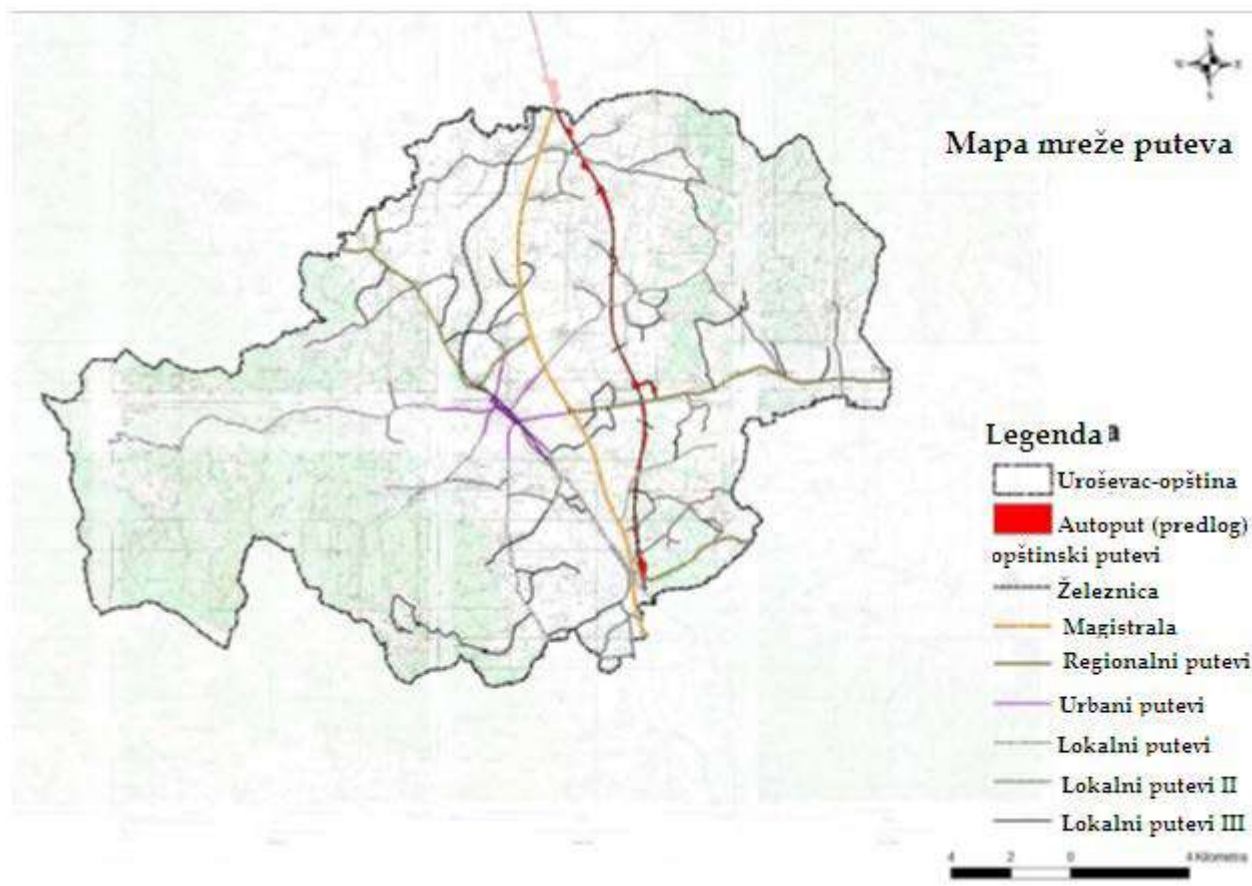 N
W E
S
Mapa mreže puteva
Legenda
Uroševac-opština
Autoput (predlog)
opštinski putevi
Železnica
Magistrala
Regionalni putevi
Urbani putevi
Lokalni putevi
Lokalni putevi II
Lokalni putevi III
4 2 0 4 Kilometra